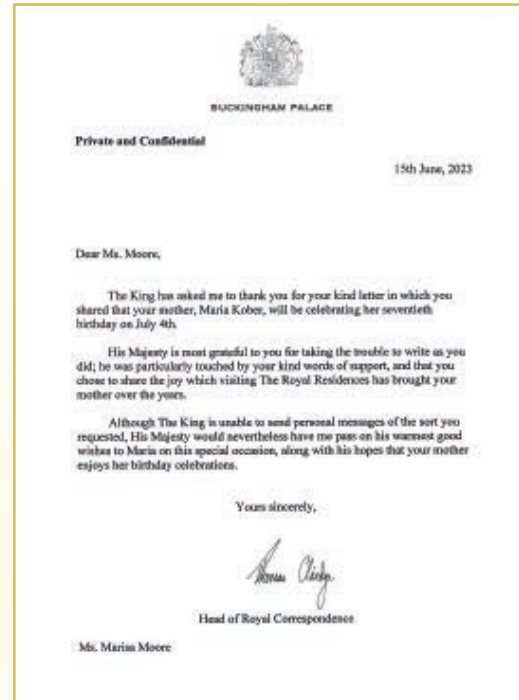 BUCKINGHAM PALACE
Private and Confidential
15th June, 2023
Dear Ms. Moore,
The King has asked me to thank you for your kind letter in which you
shared that your mother, Maria Kober, will be celebrating her seventieth
birthday on July 4th.
His Majesty is most grateful to you for taking the trouble to write as you
did; he was particularly touched by your kind words of support, and that you
chose to share the joy which visiting The Royal Residences has brought your
mother over the years.
Although The King is unable to send personal messages of the sort you
requested, His Majesty would nevertheless have me pass on his warmest good
wishes to Maria on this special occasion, along with his hopes that your mother
enjoys her birthday celebrations.
Yours sincerely,
Head of Royal Correspondence
Ms. Marisa Moore